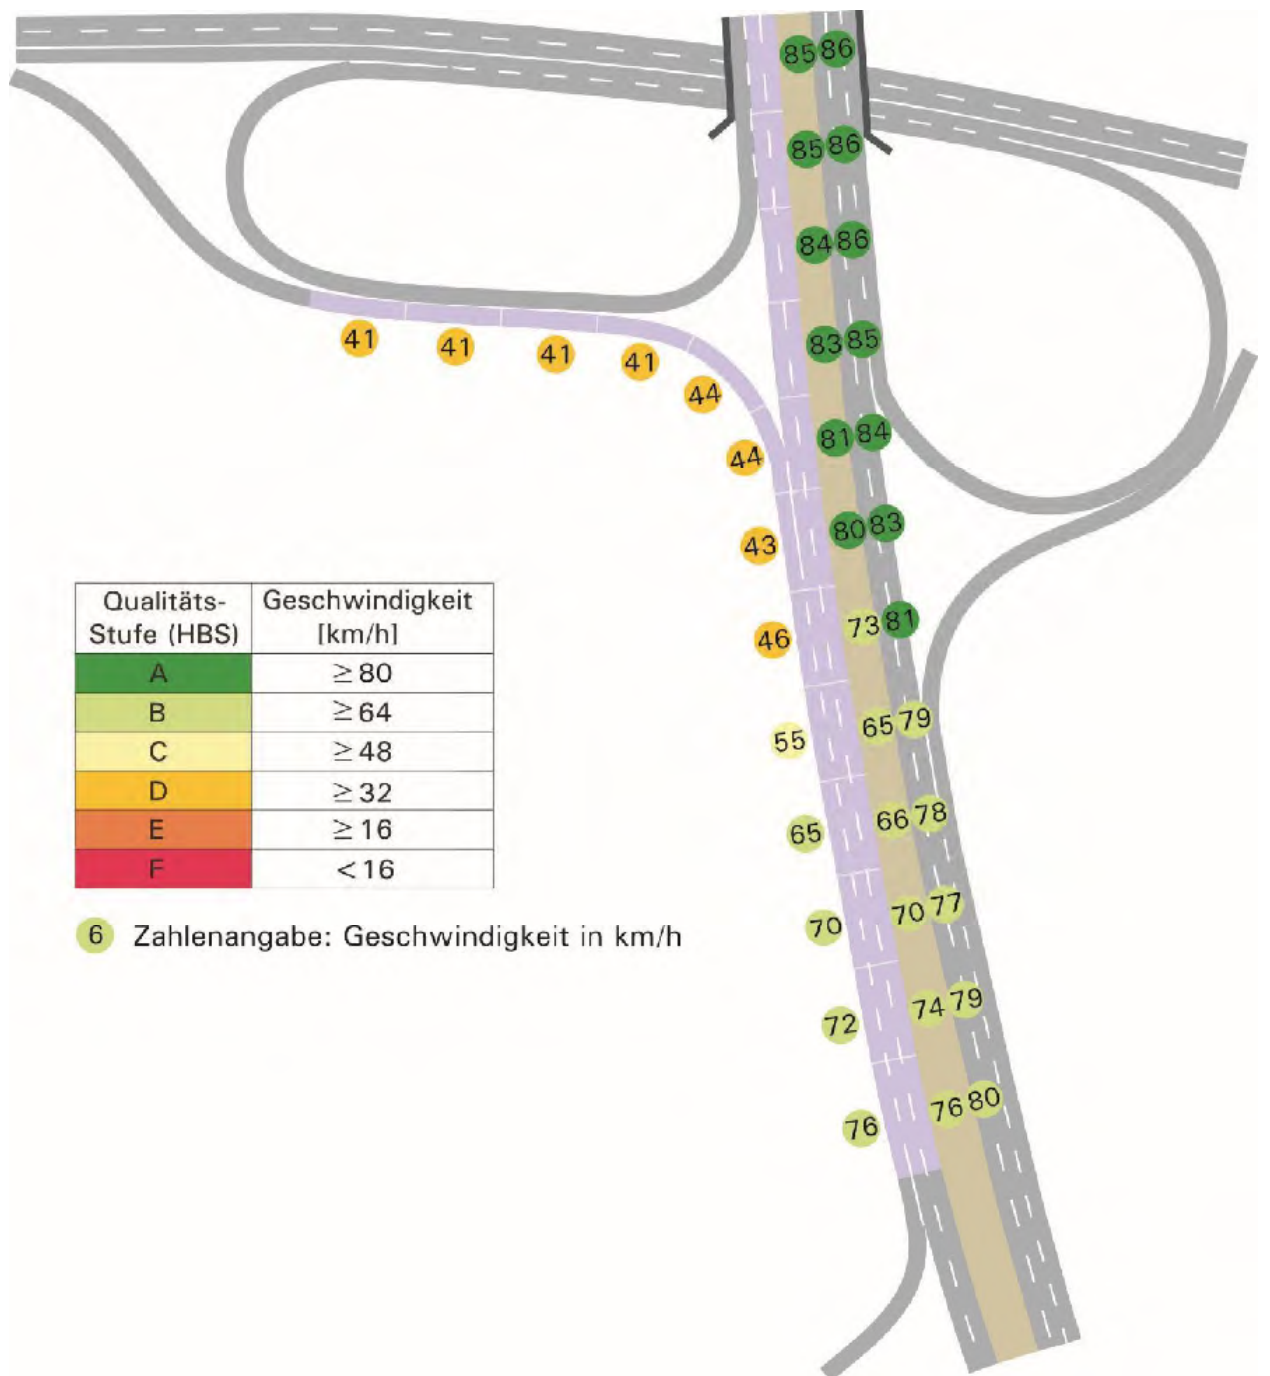 85 86
85 86
84 86
83 85
41 41 41 41
44
81 84
44
80 83
43
73 81
46
65 79
55
66 78
65
70 77
70
74 79
72
76 80
76
Qualitäts-Stufe (HBS) Geschwindigkeit [km/h]
A ≥ 80
B ≥ 64
C ≥ 48
D ≥ 32
E ≥ 16
F < 16
6 Zahlenangabe: Geschwindigkeit in km/h